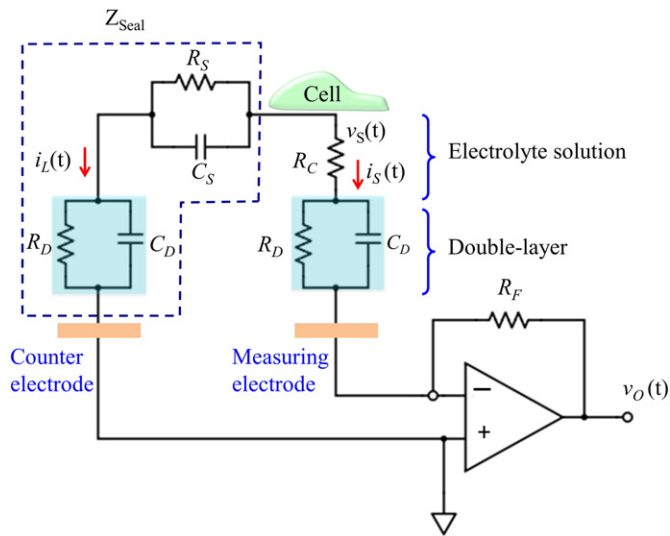 Z_Seal
R_S
Cell
C_S
v_S(t)
R_C
i_S(t)
i_L(t)
Electrolyte solution
R_D
C_D
R_D
C_D
Double-layer
R_F
Counter
electrode
Measuring
electrode
−
+
v_O(t)